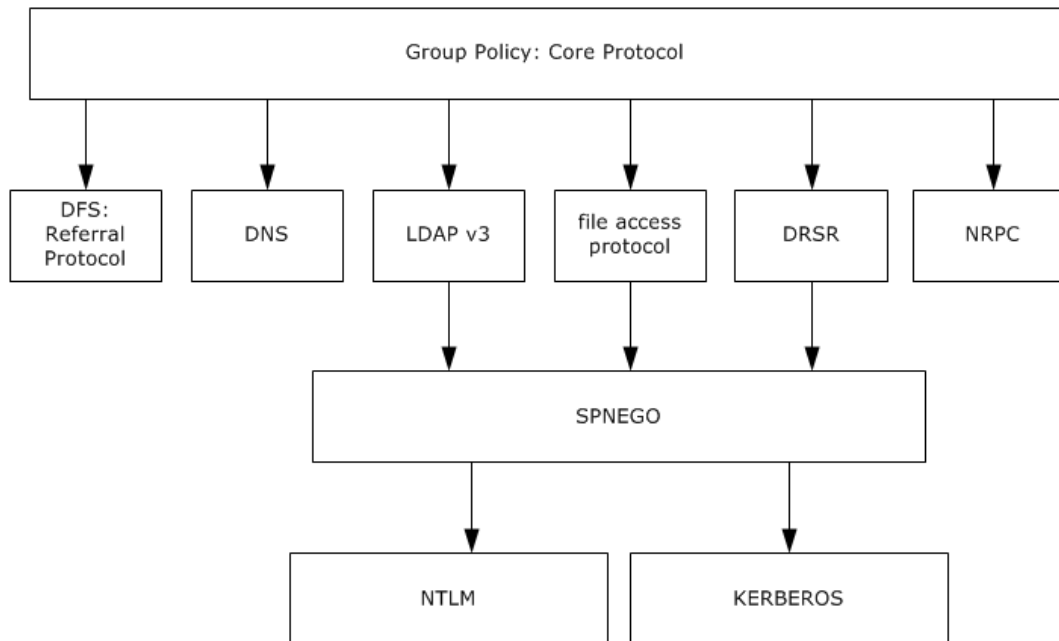 Group Policy: Core Protocol
DFS:
Referral
Protocol
DNS
LDAP v3
file access
protocol
DRSR
NRPC
SPNEGO
NTLM
KERBEROS